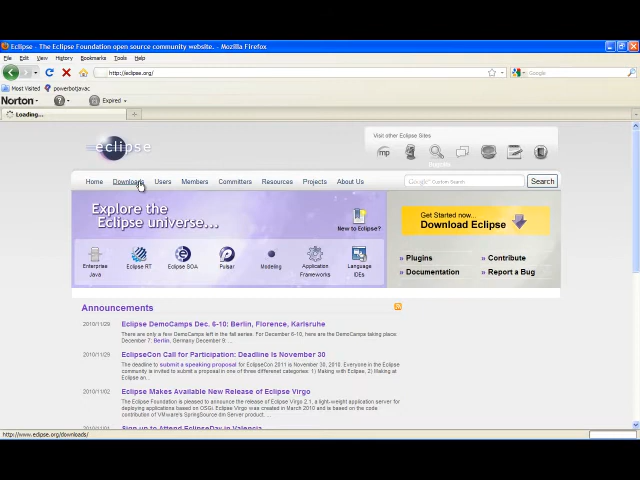 Eclipse - The Eclipse Foundation open source community website. - Mozilla Firefox
File Edit View History Bookmarks Tools Help
http://eclipse.org/
Google
Most Visited powerbot/javac
Norton Expired
Loading...
eclipse
Visit other Eclipse Sites
Home Downloads Users Members Committers Resources Projects About Us
Google Custom Search Search
Explore the
Eclipse universe...
New to Eclipse?
Get Started now...
Download Eclipse
Enterprise Java
Eclipse RT
Eclipse SOA
Pulsar
Modeling
Application Frameworks
Language IDEs
» Plugins » Contribute
» Documentation » Report a Bug
Announcements
2010/11/29 Eclipse DemoCamps Dec. 6-10: Berlin, Florence, Karlsruhe
There are only a few DemoCamps left in the fall series. For December 6-10, here are the DemoCamps taking place.
December 7: Berlin, Germany December 9: ...
2010/11/29 EclipseCon Call for Participation: Deadline is November 30
The deadline to submit a speaking proposal for EclipseCon 2011 is November 30, 2010. Everyone in the Eclipse
community is invited to submit a proposal in one of three differenet categories: 1) Making with Eclipse, 2) Making at
Eclipse an...
2010/11/02 Eclipse Makes Available New Release of Eclipse Virgo
The Eclipse Foundation is pleased to announce the release of Eclipse Virgo 2.1, a light-weight application server for
deploying applications based on OSGi. Eclipse Virgo was created in March 2010 and is based on the code
contribution of VMware's SpringSource dm Server product. ...
Sign up to Attend EclipseDay in Valencia
http://www.eclipse.org/downloads/